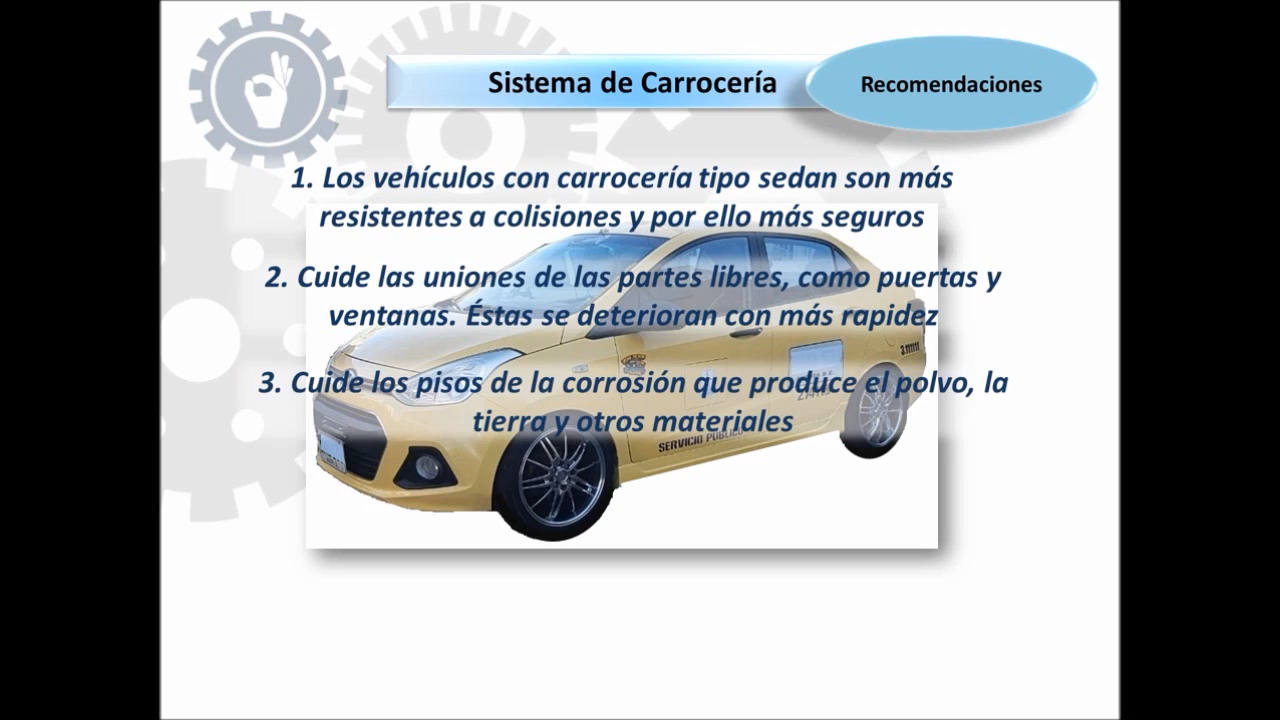 Sistema de Carrocería
Recomendaciones
1. Los vehículos con carrocería tipo sedan son más
resistentes a colisiones y por ello más seguros
2. Cuide las uniones de las partes libres, como puertas y
ventanas. Éstas se deterioran con más rapidez
3. Cuide los pisos de la corrosión que produce el polvo, la
tierra y otros materiales
SERVICIO PÚBLICO